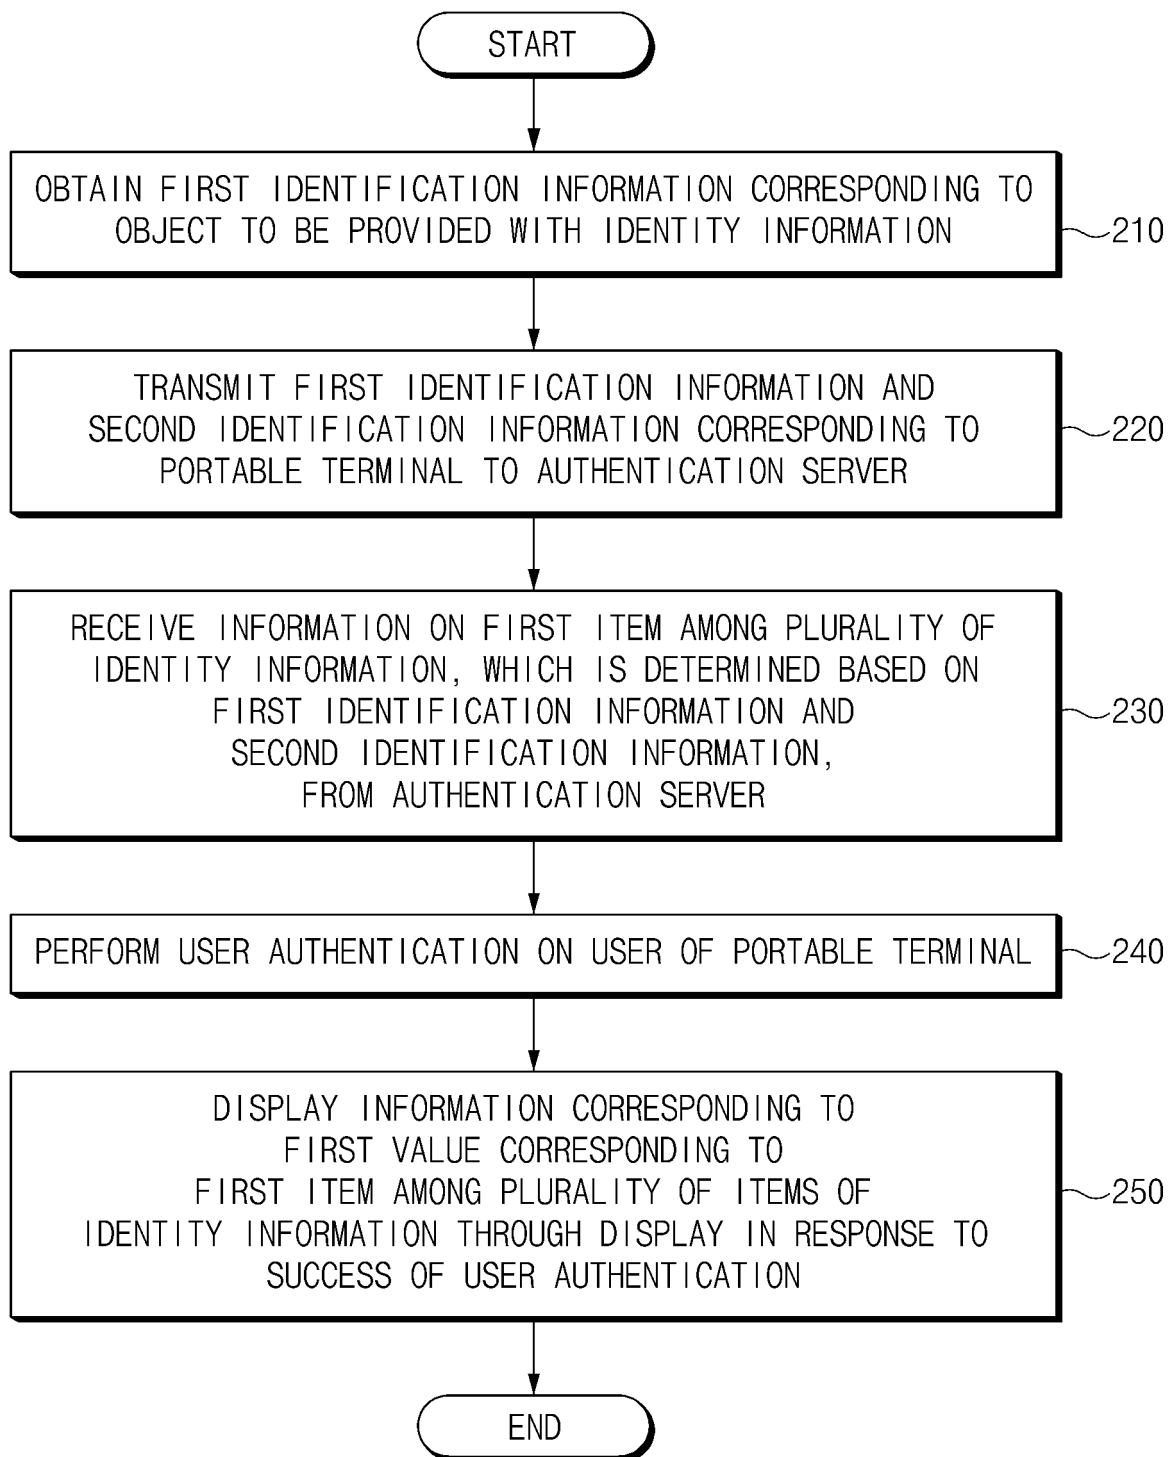 START
OBTAIN FIRST IDENTIFICATION INFORMATION CORRESPONDING TO
OBJECT TO BE PROVIDED WITH IDENTITY INFORMATION
210
TRANSMIT FIRST IDENTIFICATION INFORMATION AND
SECOND IDENTIFICATION INFORMATION CORRESPONDING TO
PORTABLE TERMINAL TO AUTHENTICATION SERVER
220
RECEIVE INFORMATION ON FIRST ITEM AMONG PLURALITY OF
IDENTITY INFORMATION, WHICH IS DETERMINED BASED ON
FIRST IDENTIFICATION INFORMATION AND
SECOND IDENTIFICATION INFORMATION,
FROM AUTHENTICATION SERVER
230
PERFORM USER AUTHENTICATION ON USER OF PORTABLE TERMINAL
240
DISPLAY INFORMATION CORRESPONDING TO
FIRST VALUE CORRESPONDING TO
FIRST ITEM AMONG PLURALITY OF ITEMS OF
IDENTITY INFORMATION THROUGH DISPLAY IN RESPONSE TO
SUCCESS OF USER AUTHENTICATION
250
END